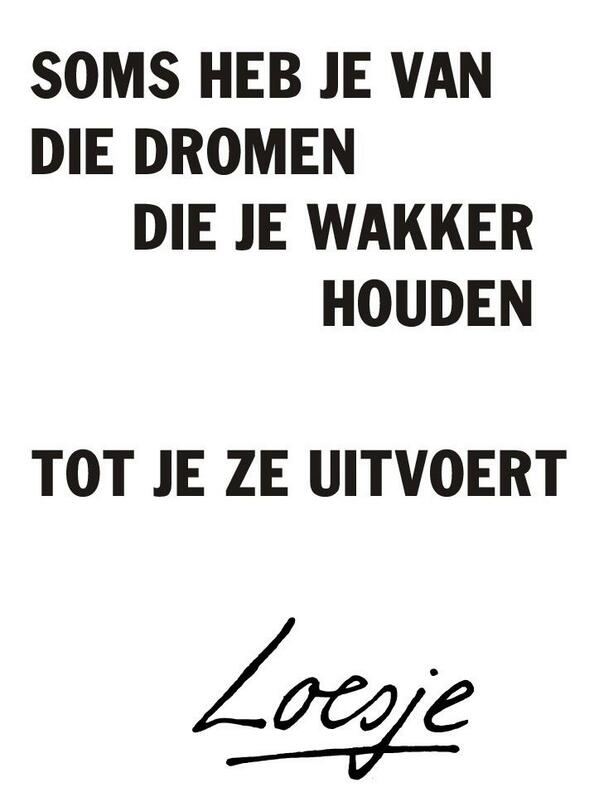 SOMS HEB JE VAN
DIE DROMEN
DIE JE WAKKER
HOUDEN
TOT JE ZE UITVOERT
Loesje